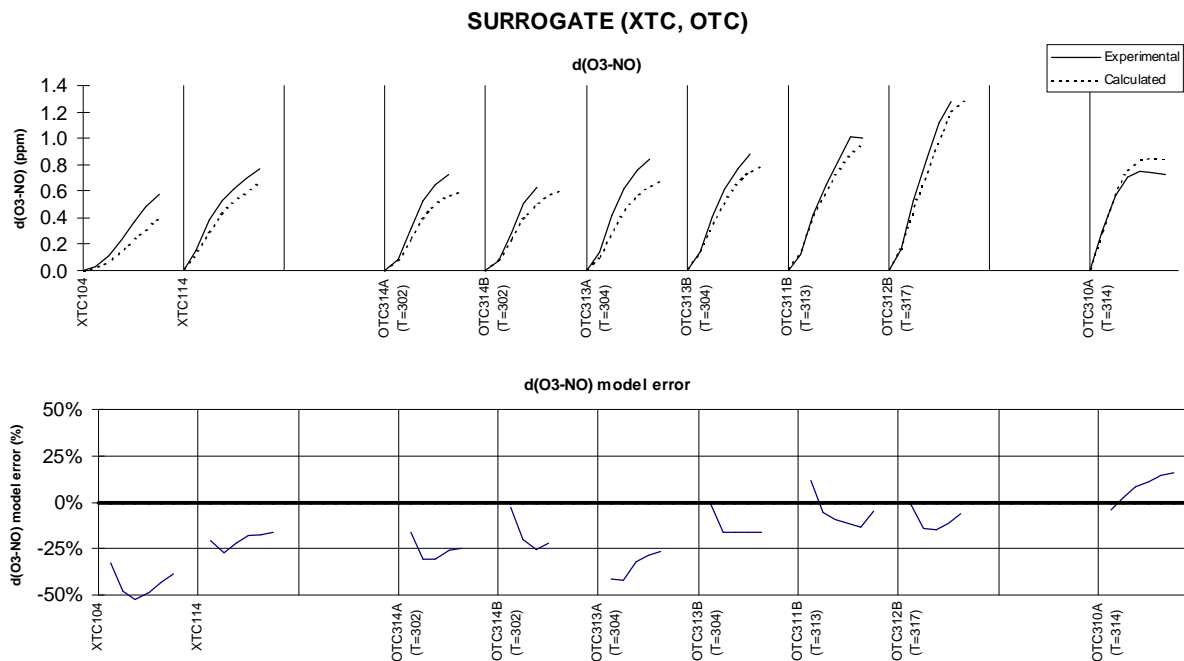 SURROGATE (XTC, OTC)
d(O3-NO)
Experimental
Calculated
d(O3-NO) (ppm)
1.4
1.2
1.0
0.8
0.6
0.4
0.2
0.0
XTC104
XTC114
OTC314A
(T=302)
OTC314B
(T=302)
OTC313A
(T=304)
OTC313B
(T=304)
OTC311B
(T=313)
OTC312B
(T=317)
OTC310A
(T=314)
d(O3-NO) model error
d(O3-NO) model error (%)
50%
25%
0%
-25%
-50%
XTC104
XTC114
OTC314A
(T=302)
OTC314B
(T=302)
OTC313A
(T=304)
OTC313B
(T=304)
OTC311B
(T=313)
OTC312B
(T=317)
OTC310A
(T=314)